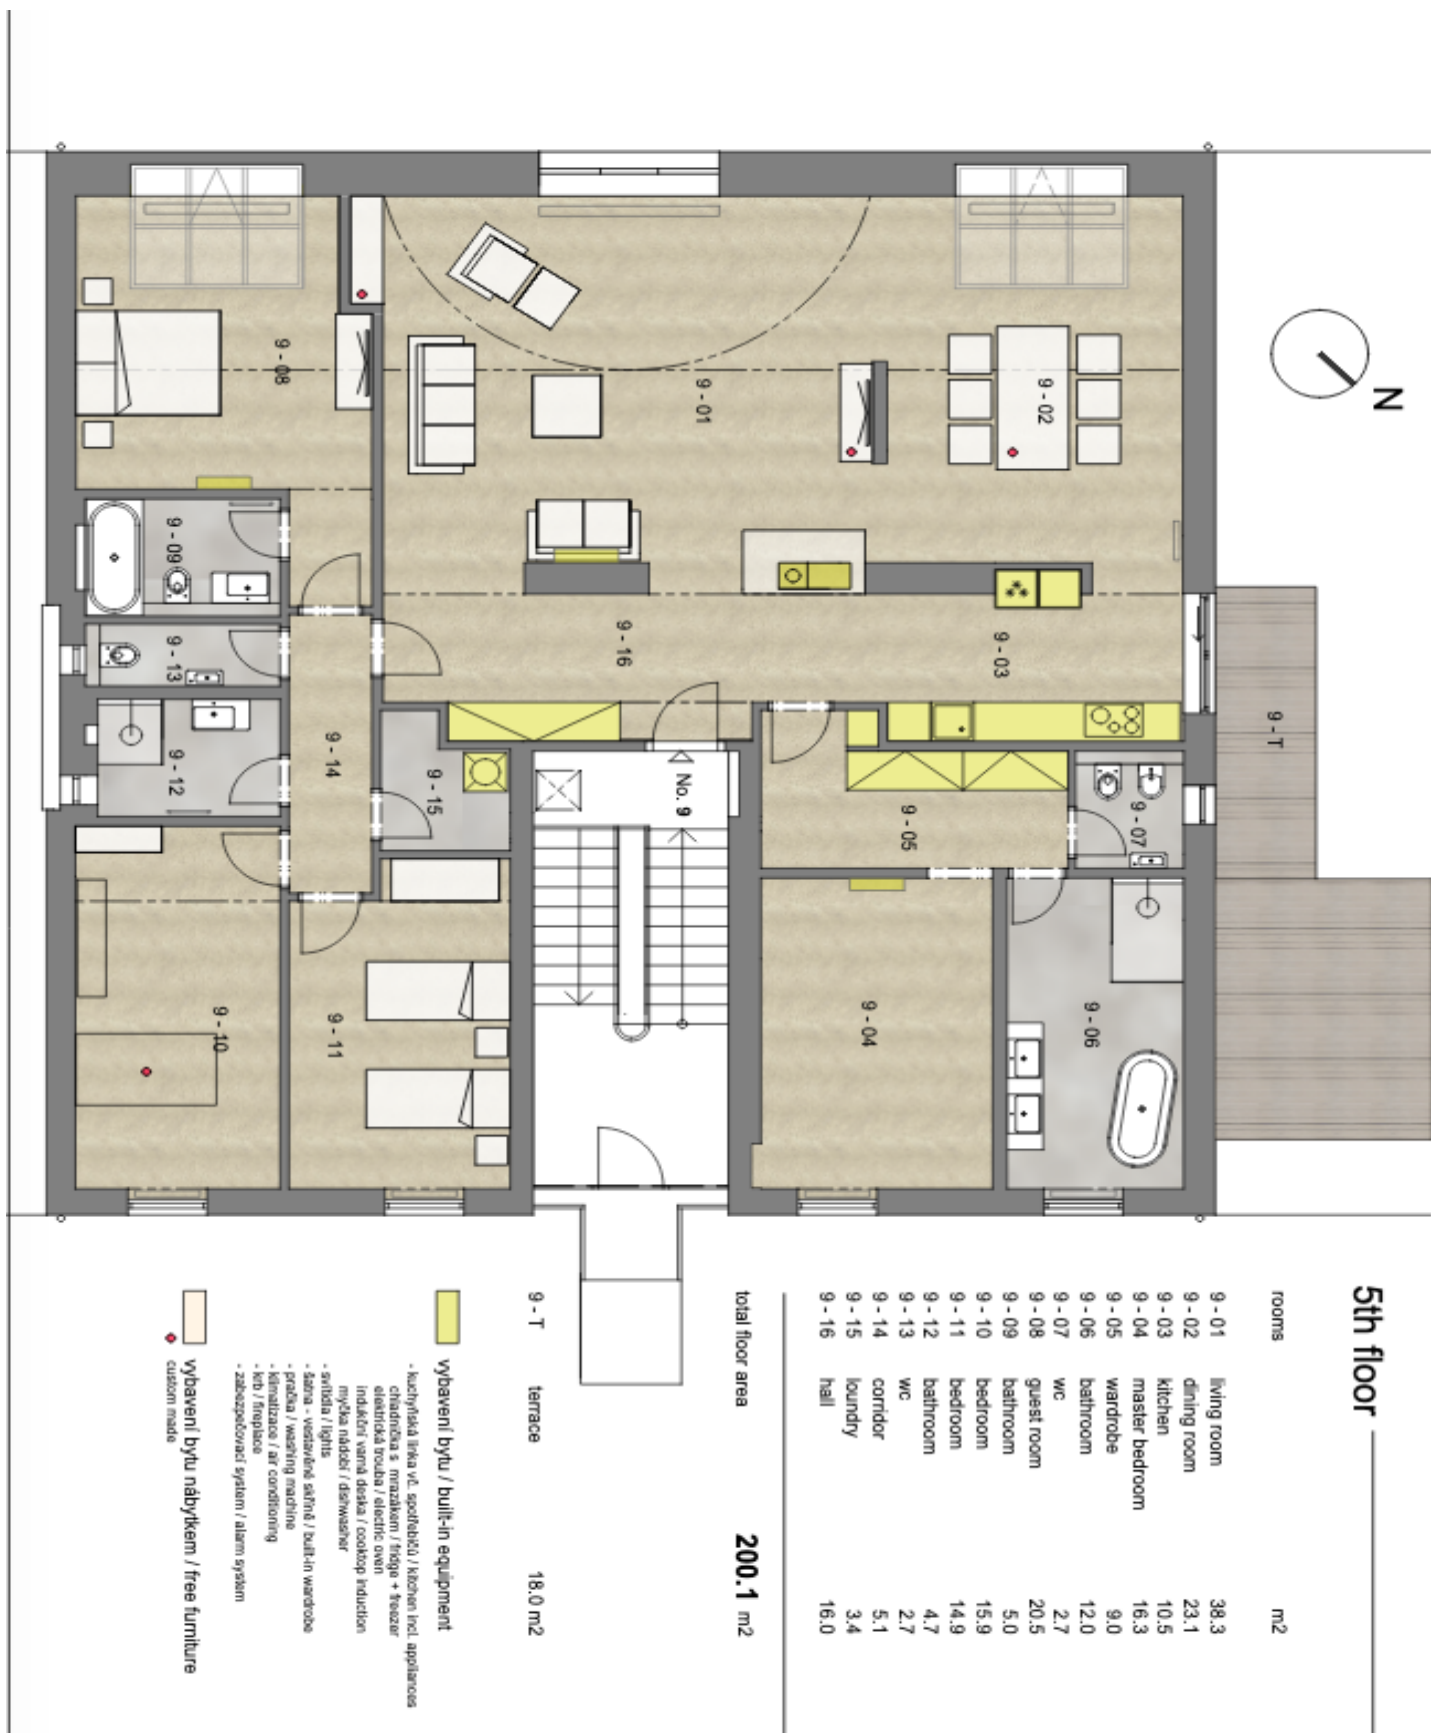 5th floor
rooms m2
9 - 01 living room 38.3
9 - 02 dining room 23.1
9 - 03 kitchen 10.5
9 - 04 master bedroom 16.3
9 - 05 wardrobe 9.0
9 - 06 bathroom 12.0
9 - 07 wc 2.7
9 - 08 guest room 20.5
9 - 09 bathroom 5.0
9 - 10 bedroom 15.9
9 - 11 bedroom 14.9
9 - 12 bathroom 4.7
9 - 13 wc 2.7
9 - 14 corridor 5.1
9 - 15 loundry 3.4
9 - 16 hall 16.0
total floor area 200.1 m2
9 - T terrace 18.0 m2
vybavení bytu / built-in equipment
- kuchyňská linka vč. spotřebičů / kitchen incl. appliances
chladnička s mrazákem / fridge + freezer
elektrická trouba / electric oven
indukční varná deska / cooktop induction
myčka nádobí / dishwasher
- svítidla / lights
- šatna - vestavěné skříně / built-in wardrobe
- pračka / washing machine
- klimatizace / air conditioning
- krb / fireplace
- zabezpečovací system / alarm system
vybavení bytu nábytkem / free furniture
custom made
N
9 - T
9 - 02
9 - 01
9 - 08
9 - 03
9 - 16
9 - 09
9 - 13
9 - 12
9 - 14
9 - 15
No. 9
9 - 05
9 - 07
9 - 06
9 - 04
9 - 11
9 - 10